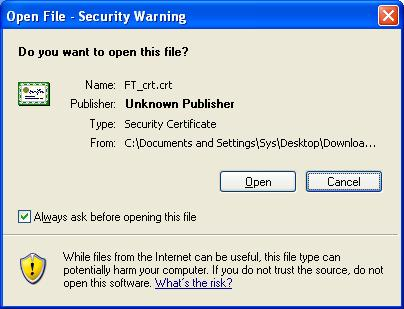 Open File - Security Warning
Do you want to open this file?
Name: FT_crt.crt
Publisher: Unknown Publisher
Type: Security Certificate
From: C:\Documents and Settings\Sys\Desktop\Downloa...
Open Cancel
Always ask before opening this file
While files from the Internet can be useful, this file type can
potentially harm your computer. If you do not trust the source, do not
open this software. What's the risk?